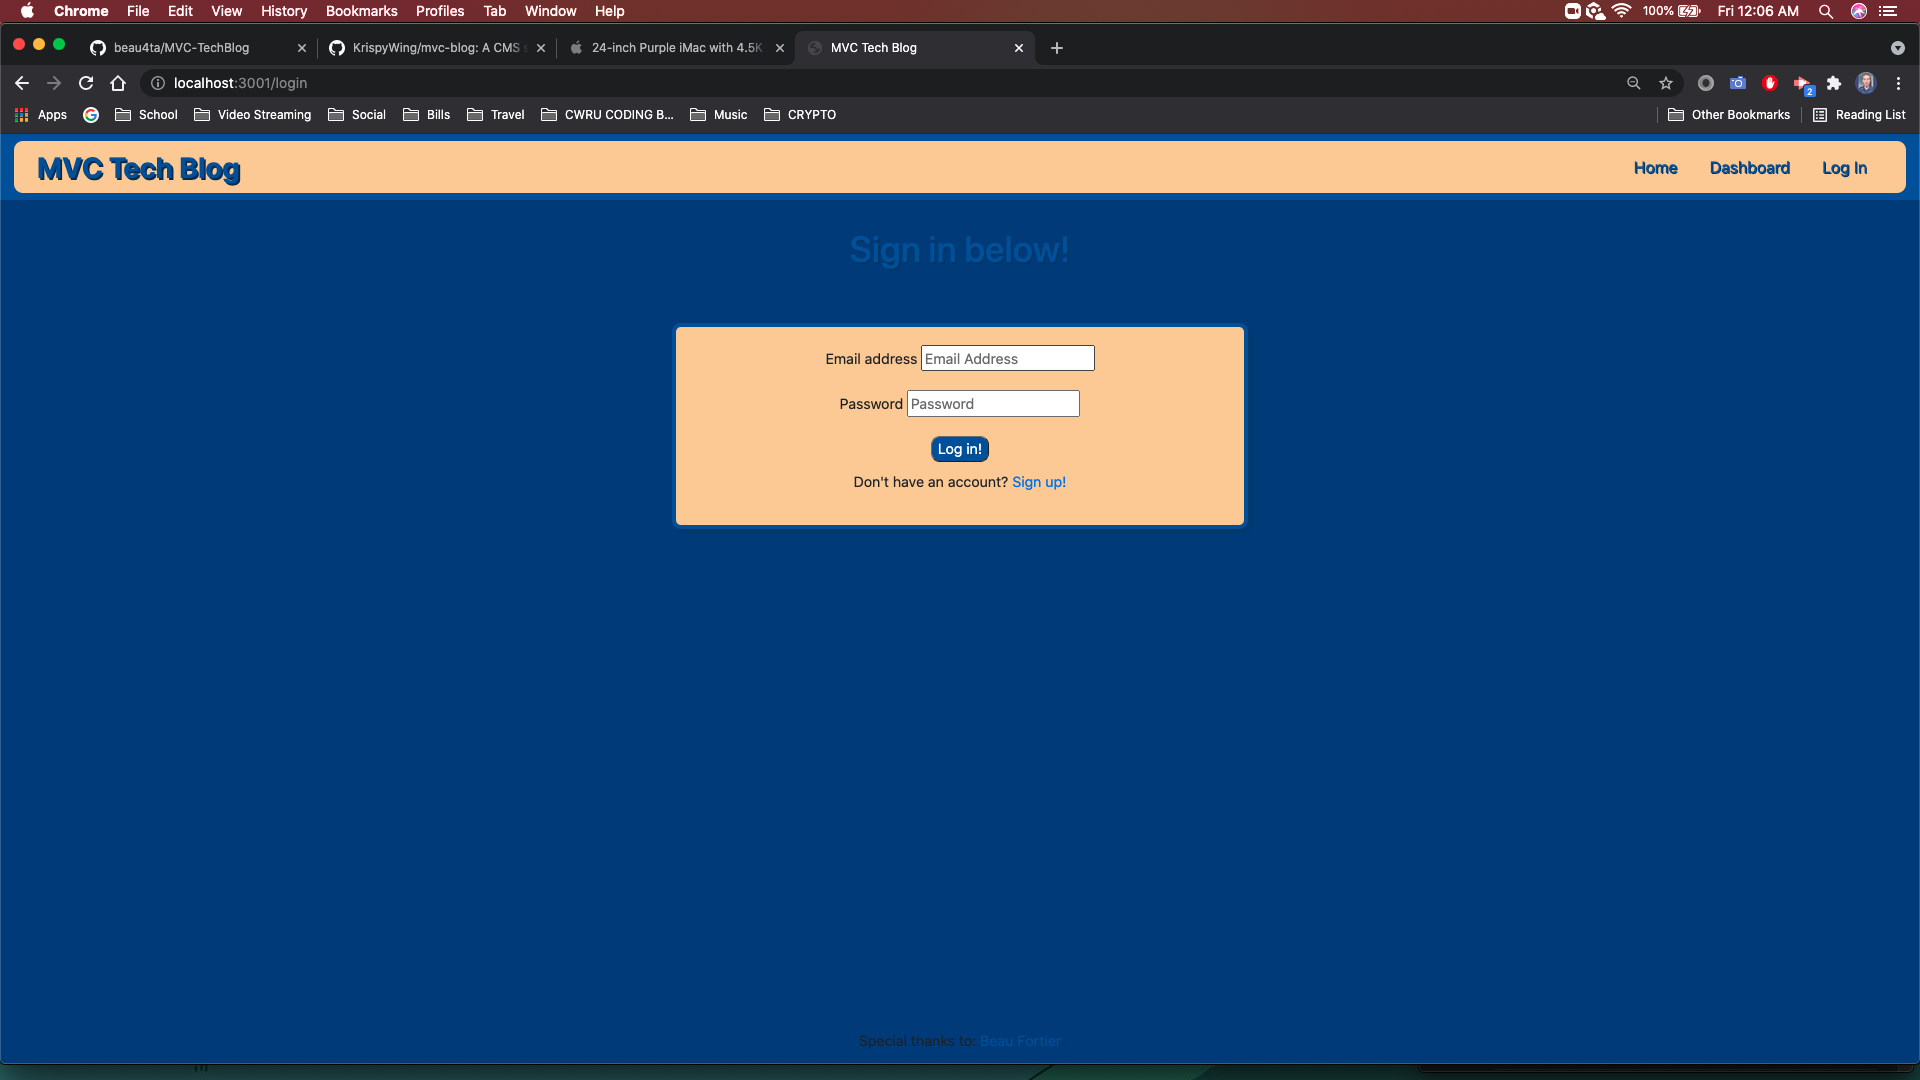 Chrome File Edit View History Bookmarks Profiles Tab Window Help 100% Fri 12:06 AM
beau4ta/MVC-TechBlog KrispyWing/mvc-blog: A CMS 24-inch Purple iMac with 4.5K MVC Tech Blog
localhost:3001/login 2
Apps School Video Streaming Social Bills Travel CWRU CODING B... Music CRYPTO Other Bookmarks Reading List
MVC Tech Blog Home Dashboard Log In
Sign in below!
Email address Email Address
Password Password
Log in!
Don't have an account? Sign up!
Special thanks to: Beau Fortier